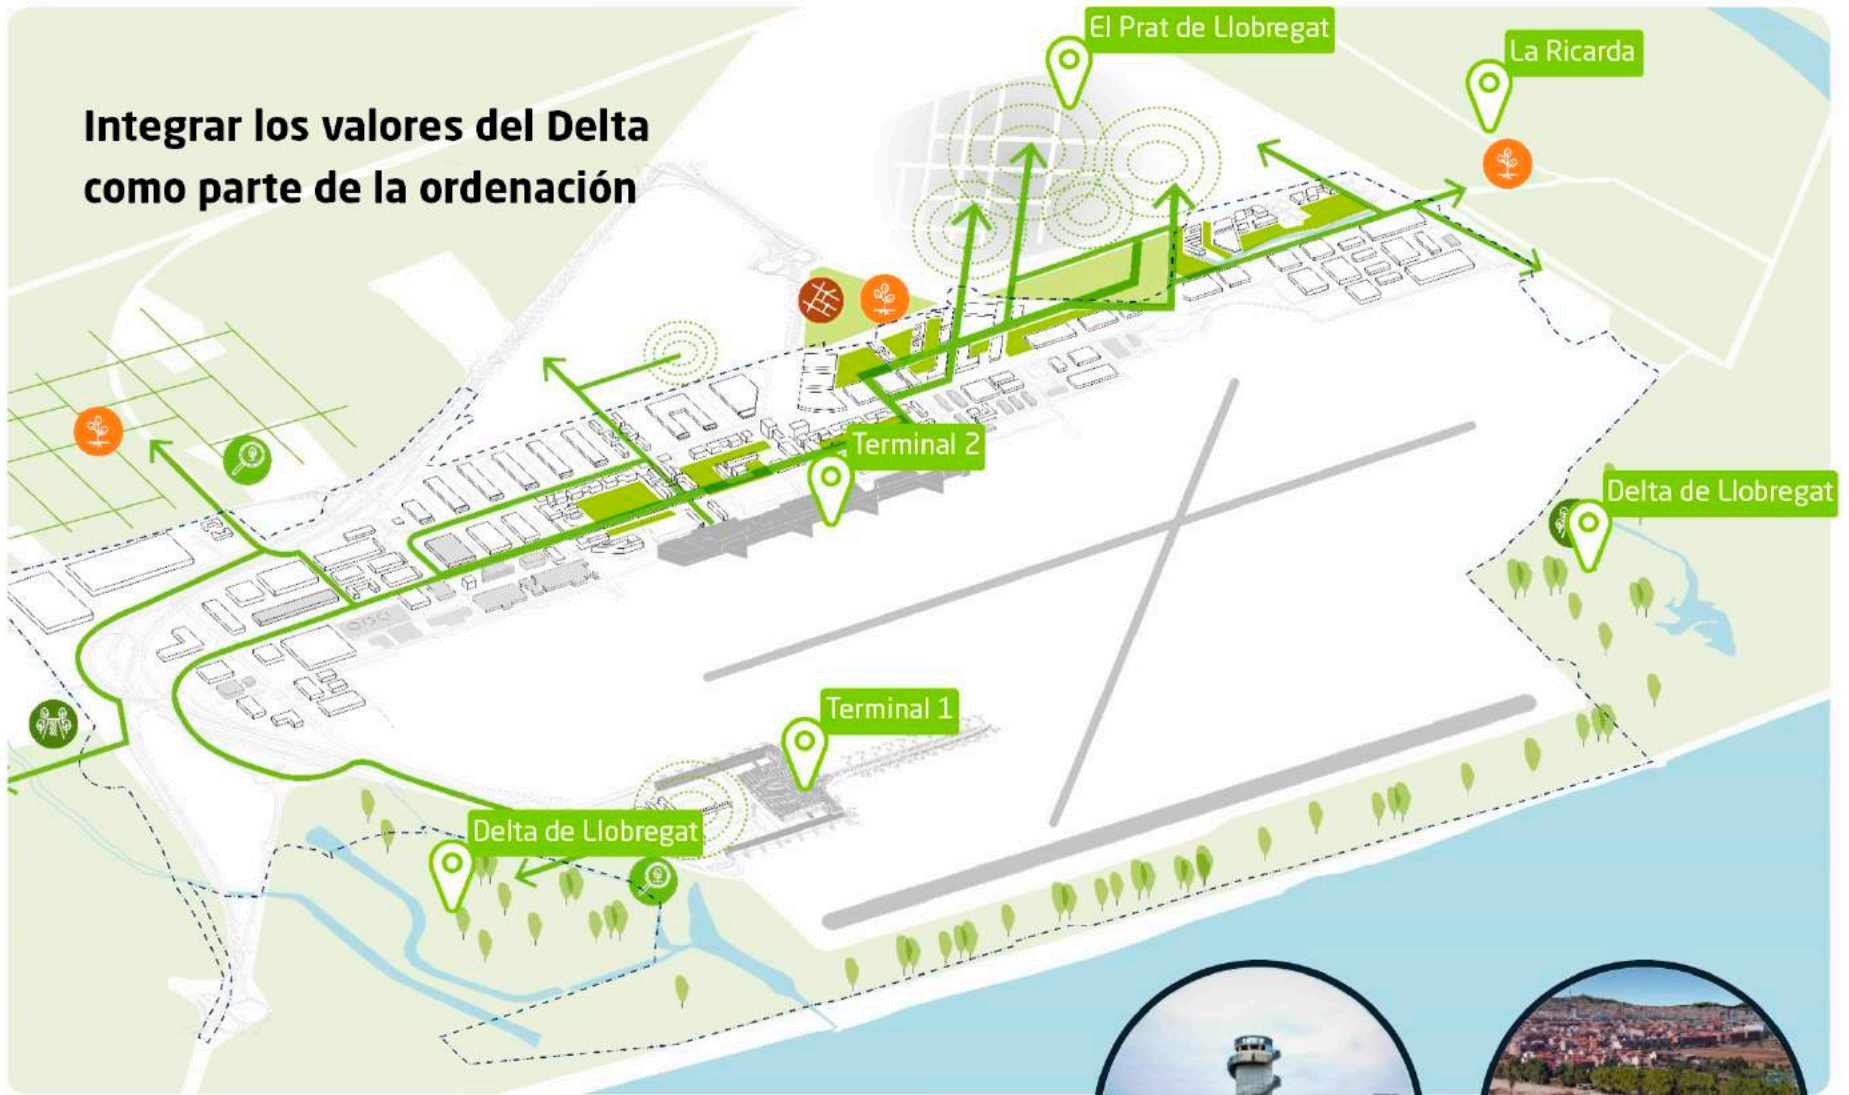 El Prat de Llobregat
La Ricarda
Integrar los valores del Delta
como parte de la ordenación
Terminal 2
Delta de Llobregat
Terminal 1
Delta de Llobregat